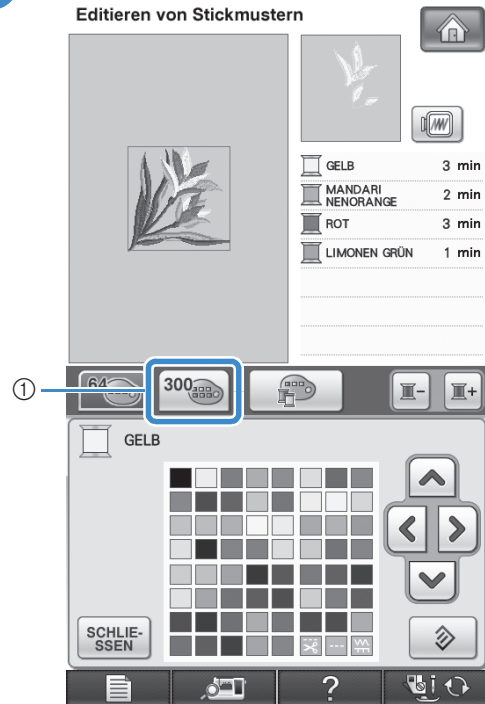 Editieren von Stickmustern
GELB 3 min
MANDARI
NENORANGE 2 min
ROT 3 min
LIMONEN GRÜN 1 min
① 64 300
GELB
SCHLIE-
SSEN
?